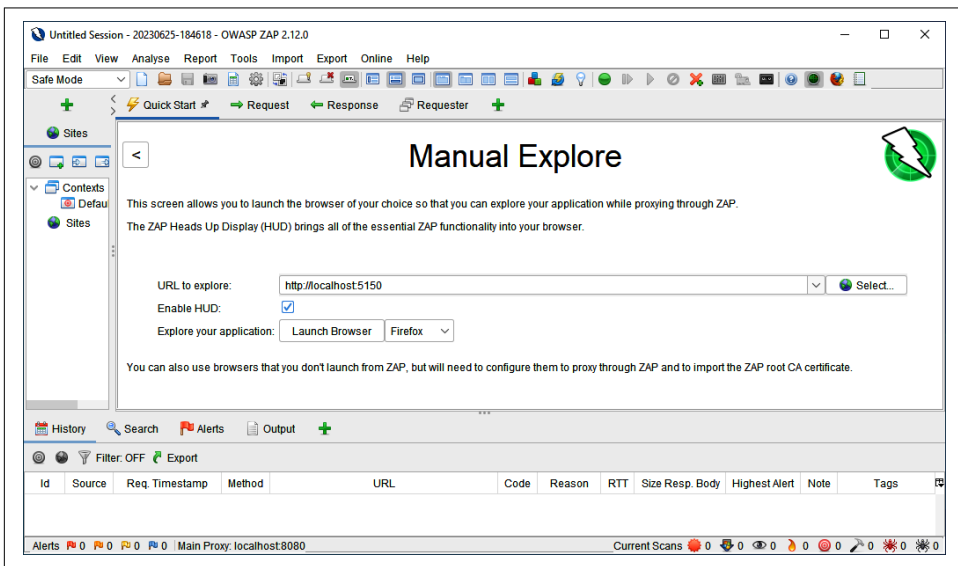 Untitled Session - 20230625-184618 - OWASP ZAP 2.12.0
File Edit View Analyse Report Tools Import Export Online Help
Safe Mode
Quick Start Request Response Requester
Sites
Manual Explore
Contexts
Defau
Sites
This screen allows you to launch the browser of your choice so that you can explore your application while proxying through ZAP.
The ZAP Heads Up Display (HUD) brings all of the essential ZAP functionality into your browser.
URL to explore: http://localhost:5150 Select...
Enable HUD:
Explore your application: Launch Browser Firefox
You can also use browsers that you don't launch from ZAP, but will need to configure them to proxy through ZAP and to import the ZAP root CA certificate.
History Search Alerts Output
Filter: OFF Export
Id Source Req. Timestamp Method URL Code Reason RTT Size Resp. Body Highest Alert Note Tags
Alerts 0 0 0 0 Main Proxy: localhost:8080 Current Scans 0 0 0 0 0 0 0 0